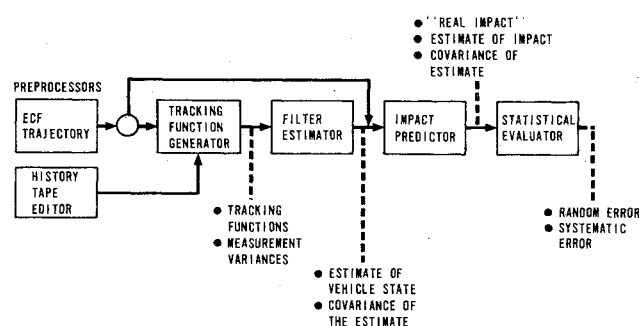 ● "REAL IMPACT"
● ESTIMATE OF IMPACT
● COVARIANCE OF
ESTIMATE
PREPROCESSORS
ECF
TRAJECTORY
TRACKING
FUNCTION
GENERATOR
FILTER
ESTIMATOR
IMPACT
PREDICTOR
STATISTICAL
EVALUATOR
HISTORY
TAPE
EDITOR
● TRACKING
FUNCTIONS
● MEASUREMENT
VARIANCES
● RANDOM ERROR
● SYSTEMATIC
ERROR
● ESTIMATE OF
VEHICLE STATE
● COVARIANCE OF
THE ESTIMATE